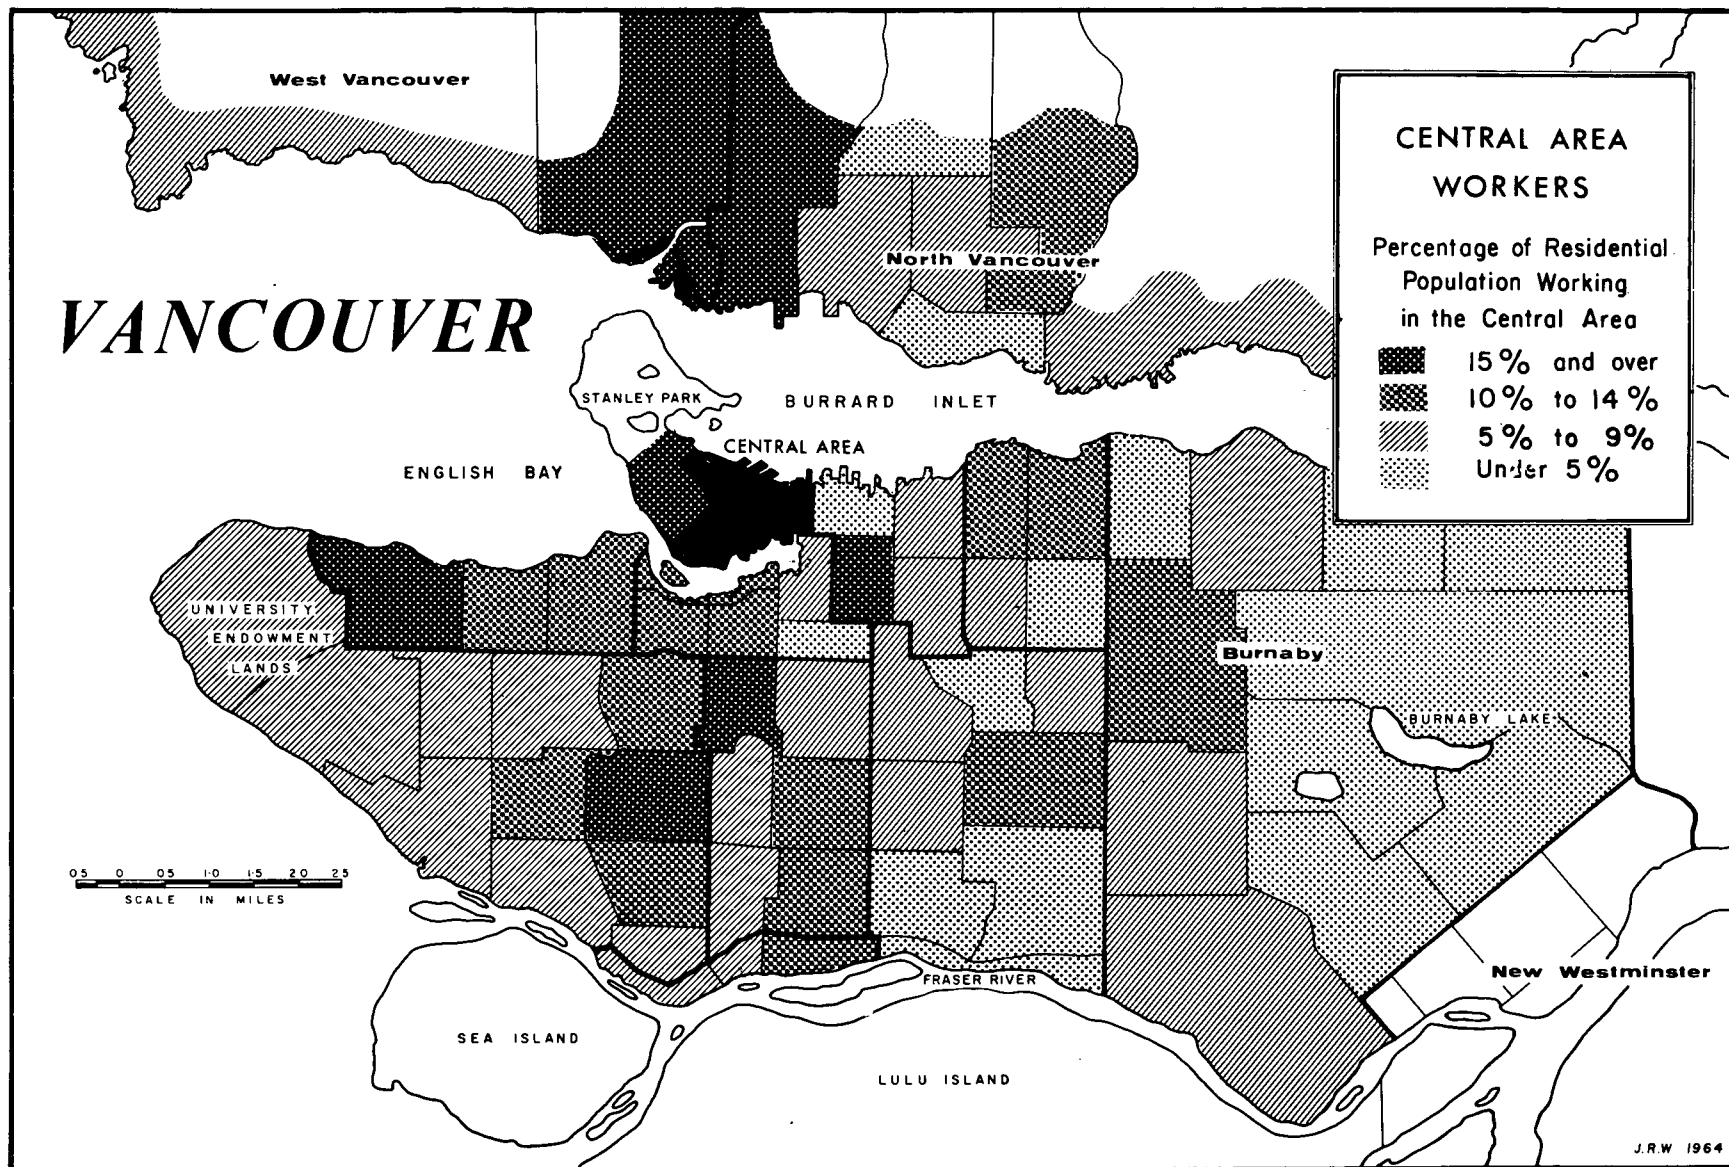 West Vancouver
CENTRAL AREA
WORKERS
Percentage of Residential
Population Working
in the Central Area
15% and over
10% to 14%
5% to 9%
Under 5%
North Vancouver
VANCOUVER
STANLEY PARK
BURRARD INLET
CENTRAL AREA
ENGLISH BAY
UNIVERSITY
ENDOWMENT
LANDS
Burnaby
BURNABY LAKE
0·5 0 0·5 1·0 1·5 2·0 2·5
SCALE IN MILES
FRASER RIVER
New Westminster
SEA ISLAND
LULU ISLAND
J.R.W 1964